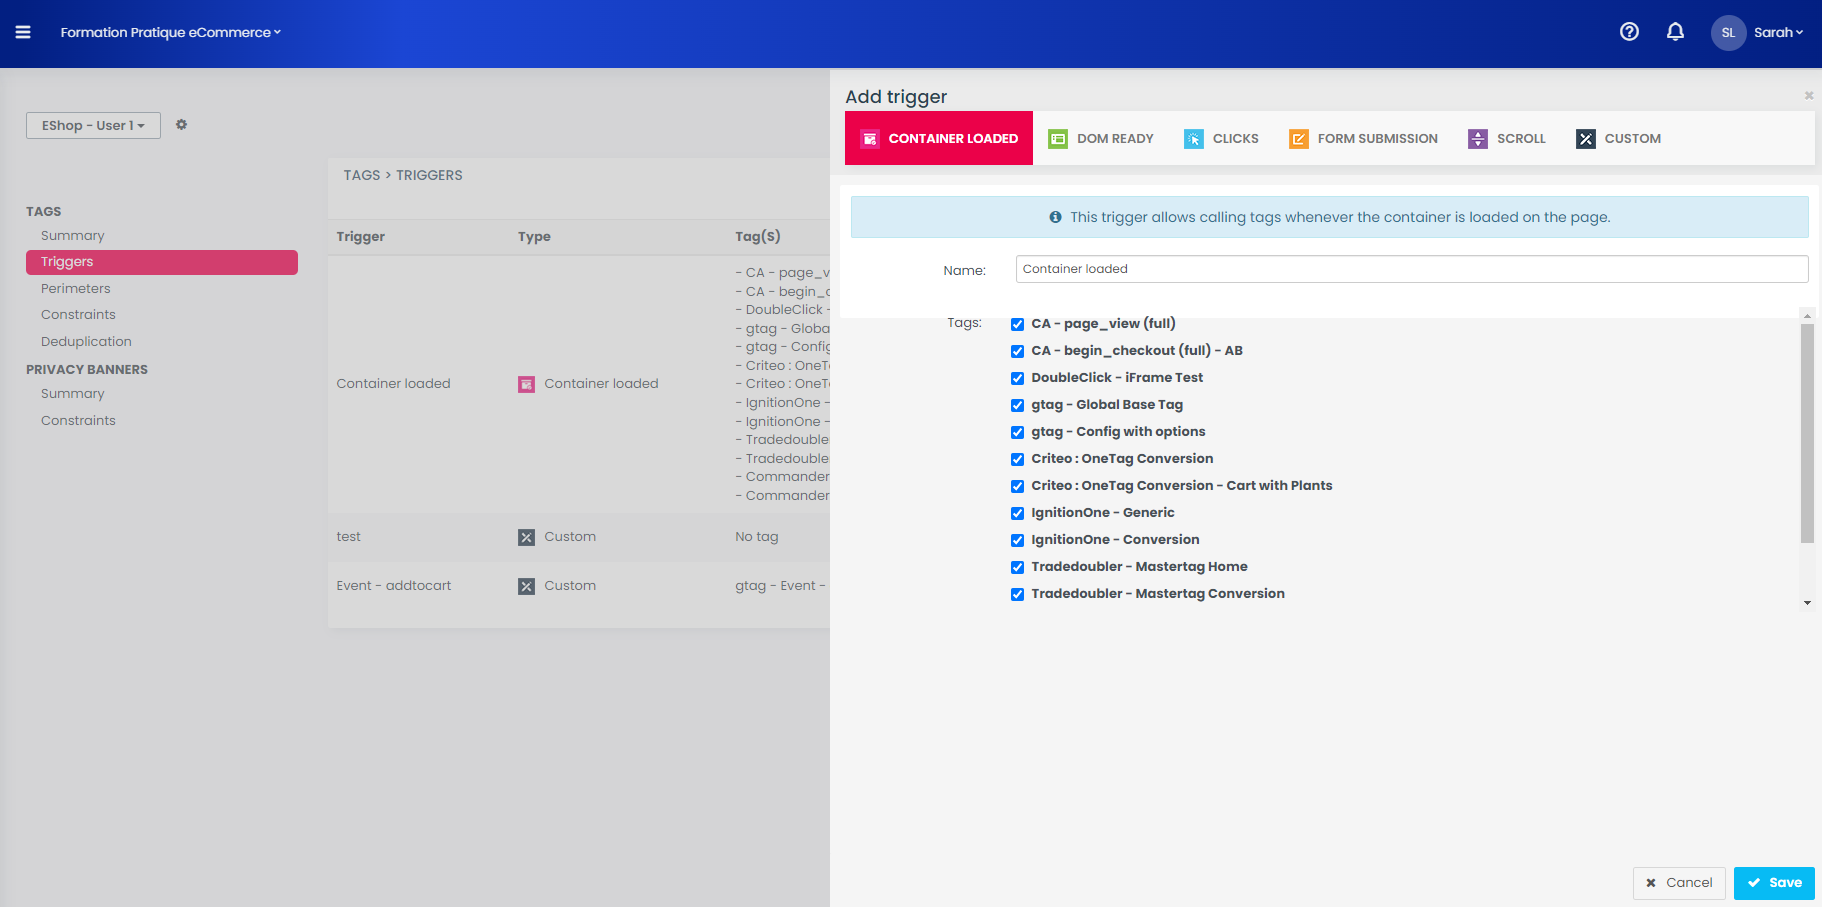 Formation Pratique eCommerce
SL
Sarah
EShop - User 1
TAGS
Summary
Triggers
Perimeters
Constraints
Deduplication
PRIVACY BANNERS
Summary
Constraints
TAGS > TRIGGERS
Trigger Type Tag(S)
Container loaded Container loaded
- CA - page_v
- CA - begin_c
- DoubleClick -
- gtag - Globa
- gtag - Config
- Criteo : OneT
- Criteo : OneT
- IgnitionOne -
- IgnitionOne -
- Tradedouble
- Tradedouble
- Commander
- Commander
test Custom No tag
Event - addtocart Custom gtag - Event -
Add trigger
CONTAINER LOADED DOM READY CLICKS FORM SUBMISSION SCROLL CUSTOM
This trigger allows calling tags whenever the container is loaded on the page.
Name: Container loaded
Tags: CA - page_view (full)
CA - begin_checkout (full) - AB
DoubleClick - iFrame Test
gtag - Global Base Tag
gtag - Config with options
Criteo : OneTag Conversion
Criteo : OneTag Conversion - Cart with Plants
IgnitionOne - Generic
IgnitionOne - Conversion
Tradedoubler - Mastertag Home
Tradedoubler - Mastertag Conversion
Cancel Save